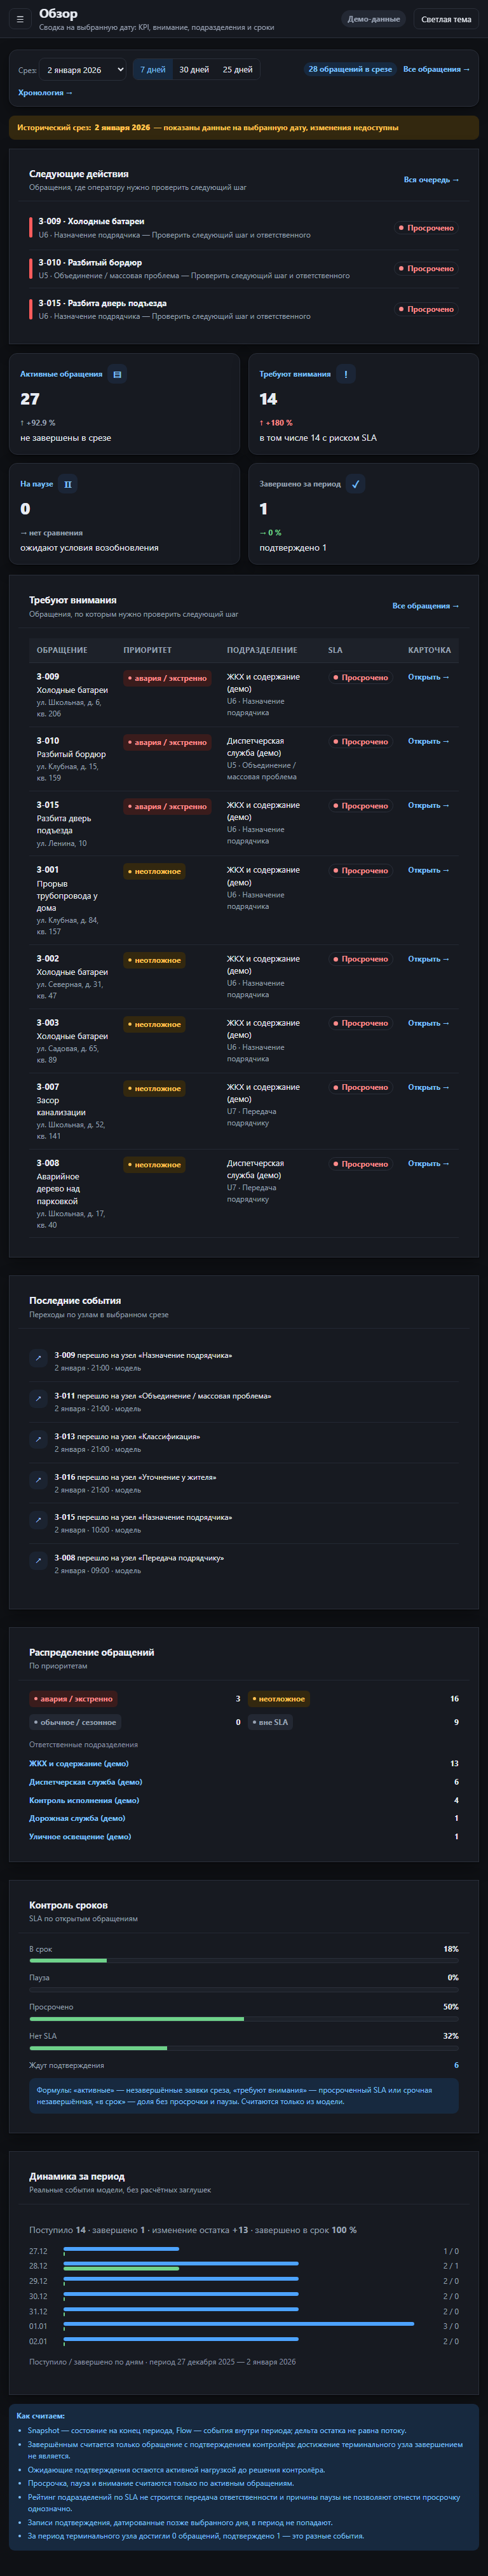 ☰
Обзор
Сводка на выбранную дату: KPI, внимание, подразделения и сроки
Демо-данные
Светлая тема
Срез: 2 января 2026
7 дней 30 дней 25 дней
28 обращений в срезе
Все обращения →
Хронология →
Исторический срез: 2 января 2026 — показаны данные на выбранную дату, изменения недоступны
Следующие действия
Обращения, где оператору нужно проверить следующий шаг
Вся очередь →
З-009 · Холодные батареи
U6 · Назначение подрядчика — Проверить следующий шаг и ответственного
Просрочено
З-010 · Разбитый бордюр
U5 · Объединение / массовая проблема — Проверить следующий шаг и ответственного
Просрочено
З-015 · Разбита дверь подъезда
U6 · Назначение подрядчика — Проверить следующий шаг и ответственного
Просрочено
Активные обращения
27
↑ +92.9 %
не завершены в срезе
Требуют внимания !
14
↑ +180 %
в том числе 14 с риском SLA
На паузе
0
→ нет сравнения
ожидают условия возобновления
Завершено за период ✓
1
→ 0 %
подтверждено 1
Требуют внимания
Обращения, по которым нужно проверить следующий шаг
Все обращения →
ОБРАЩЕНИЕ ПРИОРИТЕТ ПОДРАЗДЕЛЕНИЕ SLA КАРТОЧКА
З-009
Холодные батареи
ул. Школьная, д. 6,
кв. 206
авария / экстренно
ЖКХ и содержание
(демо)
U6 · Назначение
подрядчика
Просрочено
Открыть →
З-010
Разбитый бордюр
ул. Клубная, д. 15,
кв. 159
авария / экстренно
Диспетчерская
служба (демо)
U5 · Объединение /
массовая проблема
Просрочено
Открыть →
З-015
Разбита дверь
подъезда
ул. Ленина, 10
авария / экстренно
ЖКХ и содержание
(демо)
U6 · Назначение
подрядчика
Просрочено
Открыть →
З-001
Прорыв
трубопровода у
дома
ул. Клубная, д. 84,
кв. 157
неотложное
ЖКХ и содержание
(демо)
U6 · Назначение
подрядчика
Просрочено
Открыть →
З-002
Холодные батареи
ул. Северная, д. 31,
кв. 47
неотложное
ЖКХ и содержание
(демо)
U6 · Назначение
подрядчика
Просрочено
Открыть →
З-003
Холодные батареи
ул. Садовая, д. 65,
кв. 89
неотложное
ЖКХ и содержание
(демо)
U6 · Назначение
подрядчика
Просрочено
Открыть →
З-007
Засор
канализации
ул. Школьная, д. 52,
кв. 141
неотложное
ЖКХ и содержание
(демо)
U7 · Передача
подрядчику
Просрочено
Открыть →
З-008
Аварийное
дерево над
парковкой
ул. Школьная, д. 17,
кв. 40
неотложное
Диспетчерская
служба (демо)
U7 · Передача
подрядчику
Просрочено
Открыть →
Последние события
Переходы по узлам в выбранном срезе
З-009 перешло на узел «Назначение подрядчика»
2 января · 21:00 · модель
З-011 перешло на узел «Объединение / массовая проблема»
2 января · 21:00 · модель
З-013 перешло на узел «Классификация»
2 января · 21:00 · модель
З-016 перешло на узел «Уточнение у жителя»
2 января · 21:00 · модель
З-015 перешло на узел «Назначение подрядчика»
2 января · 10:00 · модель
З-008 перешло на узел «Передача подрядчику»
2 января · 09:00 · модель
Распределение обращений
По приоритетам
авария / экстренно 3
неотложное 16
обычное / сезонное 0
вне SLA 9
Ответственные подразделения
ЖКХ и содержание (демо) 13
Диспетчерская служба (демо) 6
Контроль исполнения (демо) 4
Дорожная служба (демо) 1
Уличное освещение (демо) 1
Контроль сроков
SLA по открытым обращениям
В срок 18%
Пауза 0%
Просрочено 50%
Нет SLA 32%
Ждут подтверждения 6
Формулы: «активные» — незавершённые заявки среза, «требуют внимания» — просроченный SLA или срочная
незавершённая, «в срок» — доля без просрочки и паузы. Считаются только из модели.
Динамика за период
Реальные события модели, без расчётных заглушек
Поступило 14 · завершено 1 · изменение остатка +13 · завершено в срок 100 %
27.12 1 / 0
28.12 2 / 1
29.12 2 / 0
30.12 2 / 0
31.12 2 / 0
01.01 3 / 0
02.01 2 / 0
Поступило / завершено по дням · период 27 декабря 2025 — 2 января 2026
Как считаем:
• Snapshot — состояние на конец периода, Flow — события внутри периода; дельта остатка не равна потоку.
• Завершённым считается только обращение с подтверждением контролёра: достижение терминального узла завершением
не является.
• Ожидающие подтверждения остаются активной нагрузкой до решения контролёра.
• Просрочка, пауза и внимание считаются только по активным обращениям.
• Рейтинг подразделений по SLA не строится: передача ответственности и причины паузы не позволяют отнести просрочку
однозначно.
• Записи подтверждения, датированные позже выбранного дня, в период не попадают.
• За период терминального узла достигли 0 обращений, подтверждено 1 — это разные события.